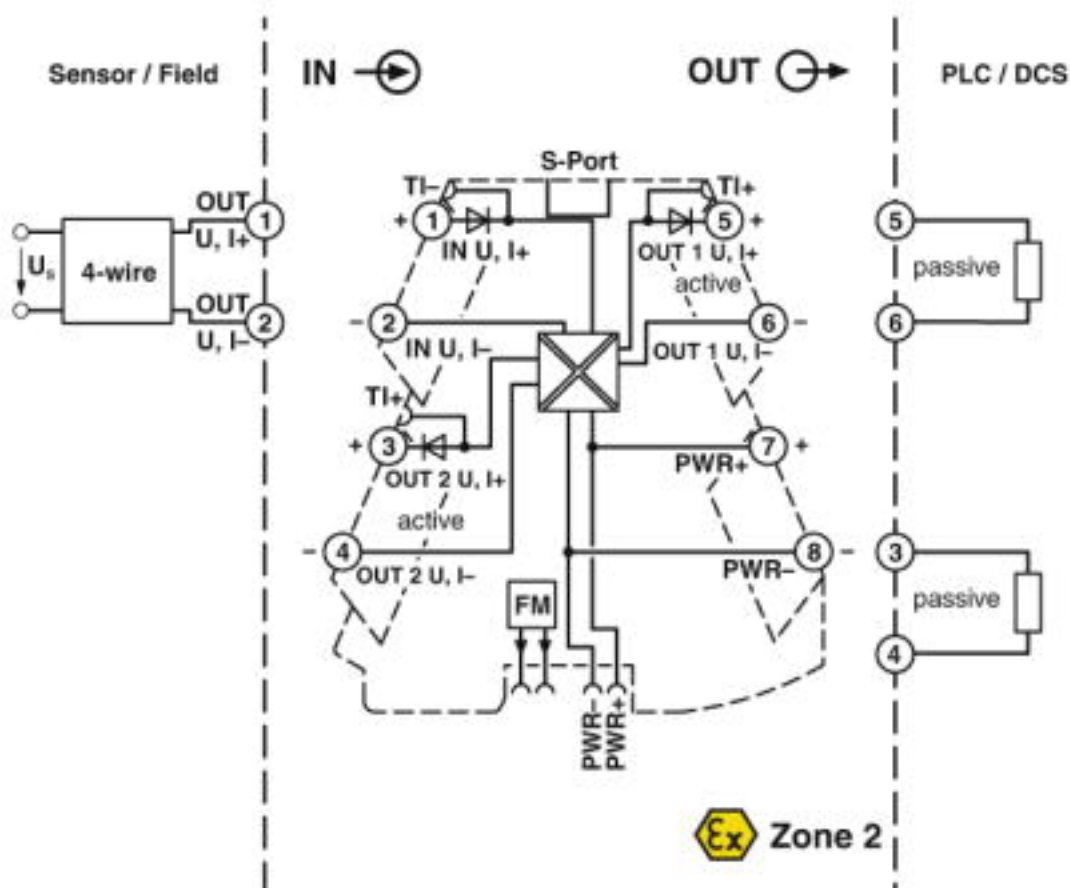 Sensor / Field
IN
OUT
PLC / DCS
S-Port
TI–
TI+
OUT
1
U, I+
+
1
IN U, I+
5
+
OUT 1 U, I+
active
5
passive
6
Us
4-wire
OUT
2
U, I–
–
2
IN U, I–
6
–
OUT 1 U, I–
TI+
+
3
OUT 2 U, I+
active
7
+
PWR+
–
4
OUT 2 U, I–
8
–
PWR–
3
passive
4
FM
PWR–
PWR+
Ex
Zone 2